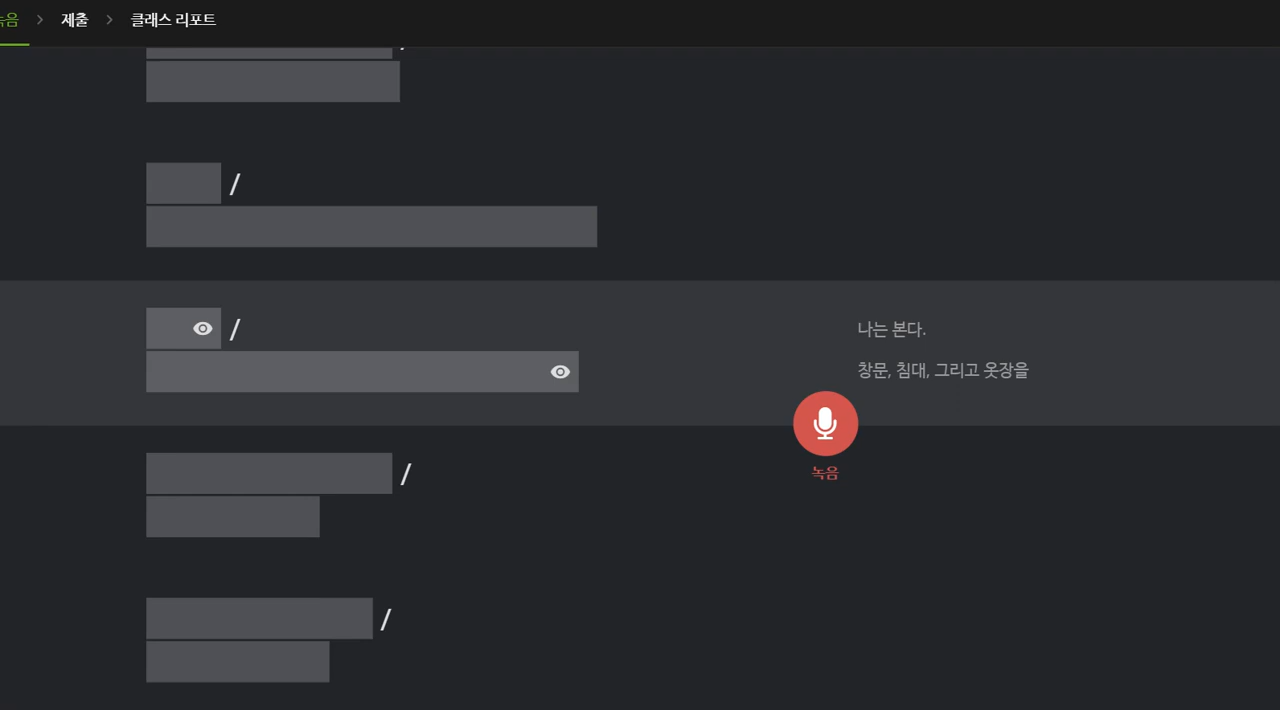 녹음 > 제출 > 클래스 리포트
/
/
/
나는 본다.
창문, 침대, 그리고 옷장을
녹음
/
/